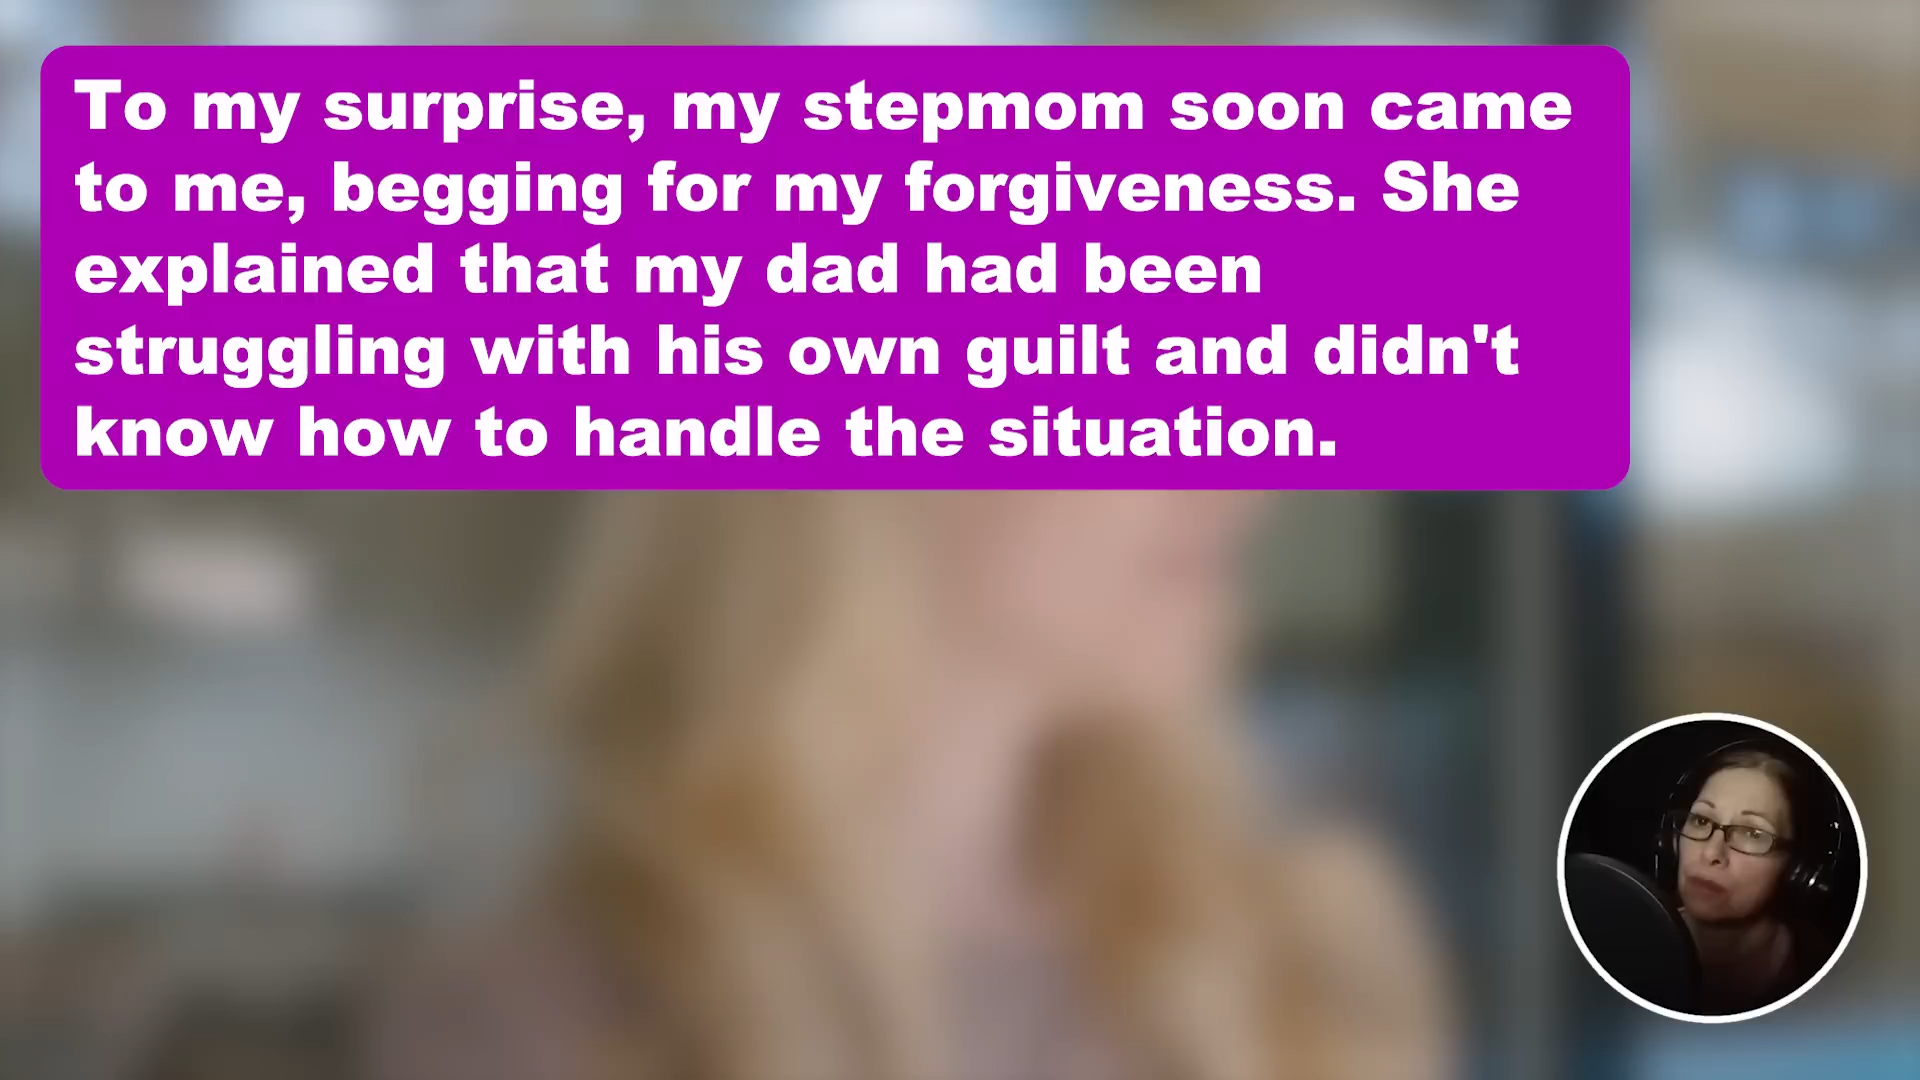 To my surprise, my stepmom soon came
to me, begging for my forgiveness. She
explained that my dad had been
struggling with his own guilt and didn't
know how to handle the situation.